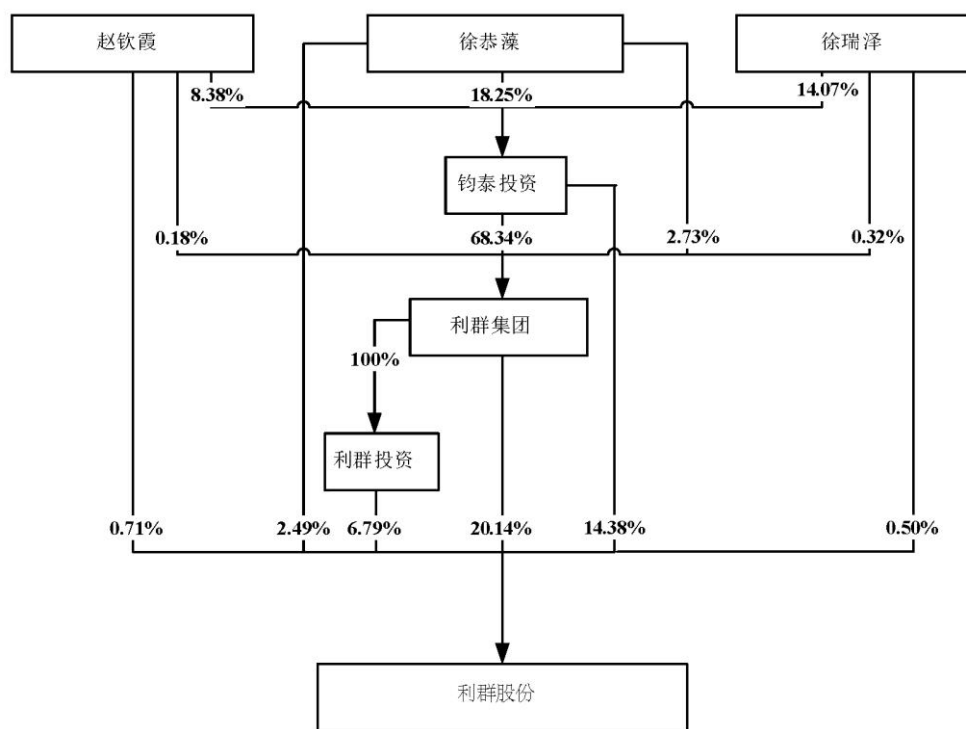 赵钦霞
徐恭藻
徐瑞泽
8.38%
18.25%
14.07%
钧泰投资
0.18%
68.34%
2.73%
0.32%
利群集团
100%
利群投资
0.71%
2.49%
6.79%
20.14%
14.38%
0.50%
利群股份